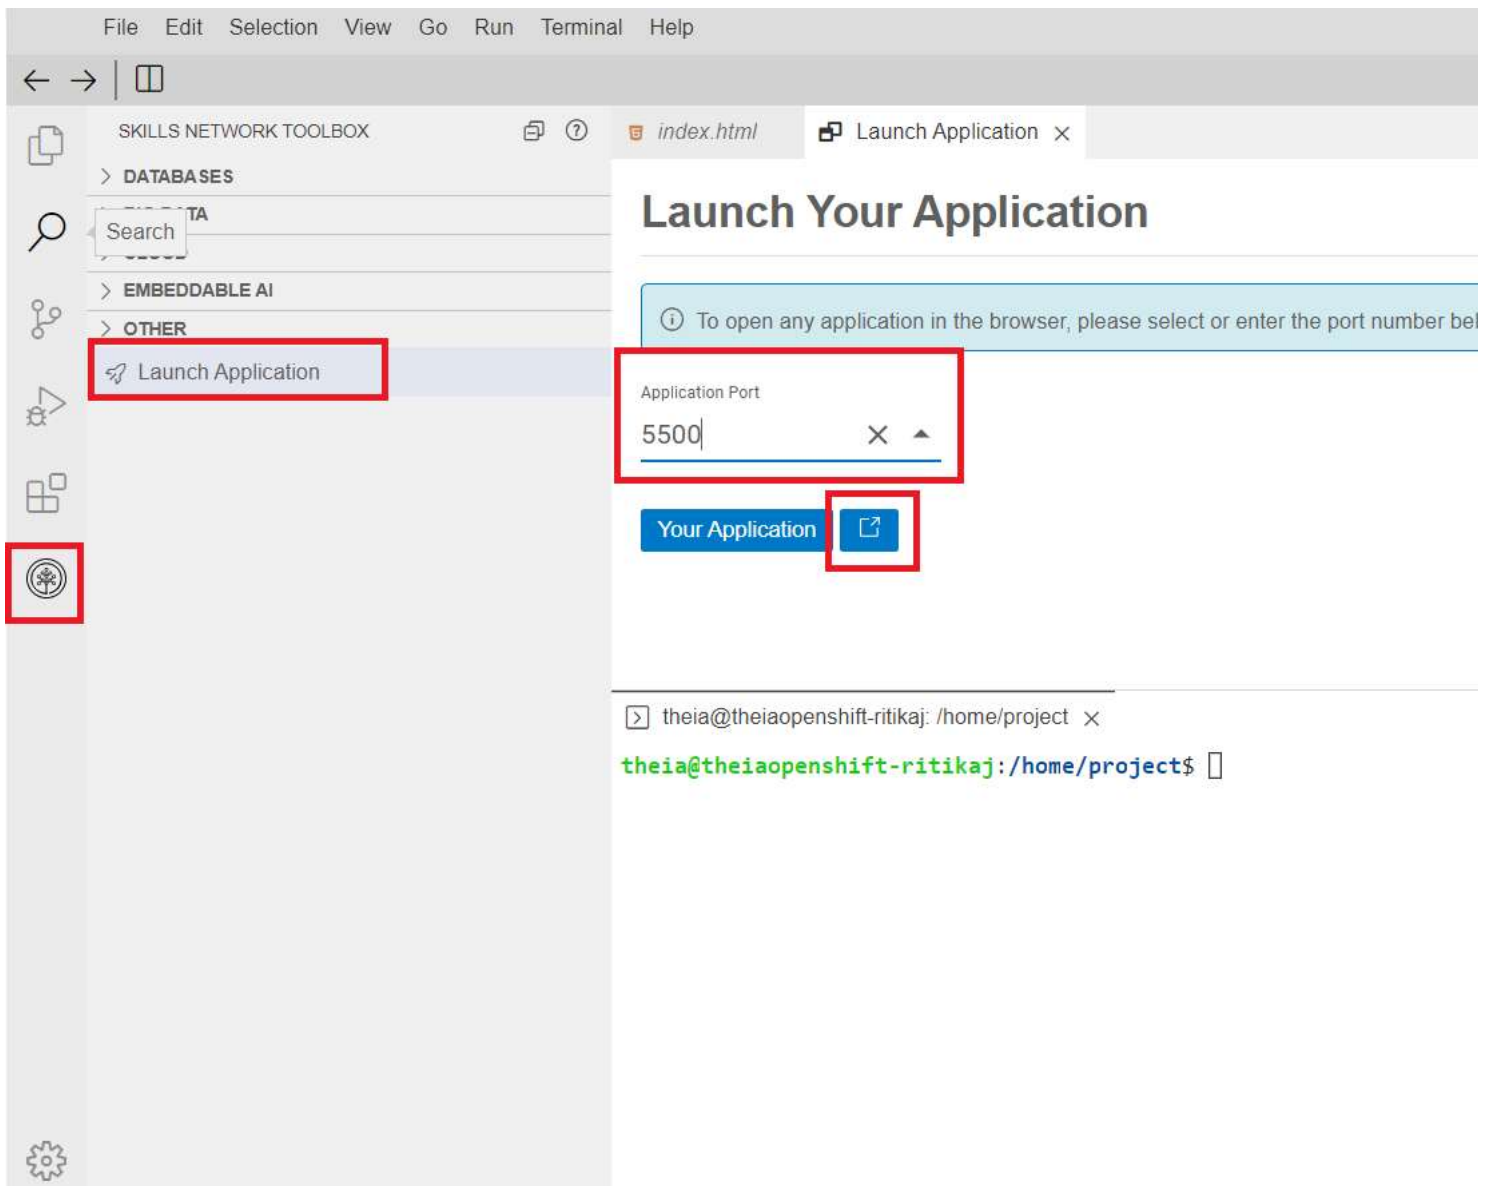 File Edit Selection View Go Run Terminal Help
SKILLS NETWORK TOOLBOX
index.html
Launch Application
DATABASES
TA
Search
EMBEDDABLE AI
OTHER
Launch Application
Launch Your Application
To open any application in the browser, please select or enter the port number bel
Application Port
5500
Your Application
theia@theiaopenshift-ritikaj: /home/project
theia@theiaopenshift-ritikaj:/home/project$